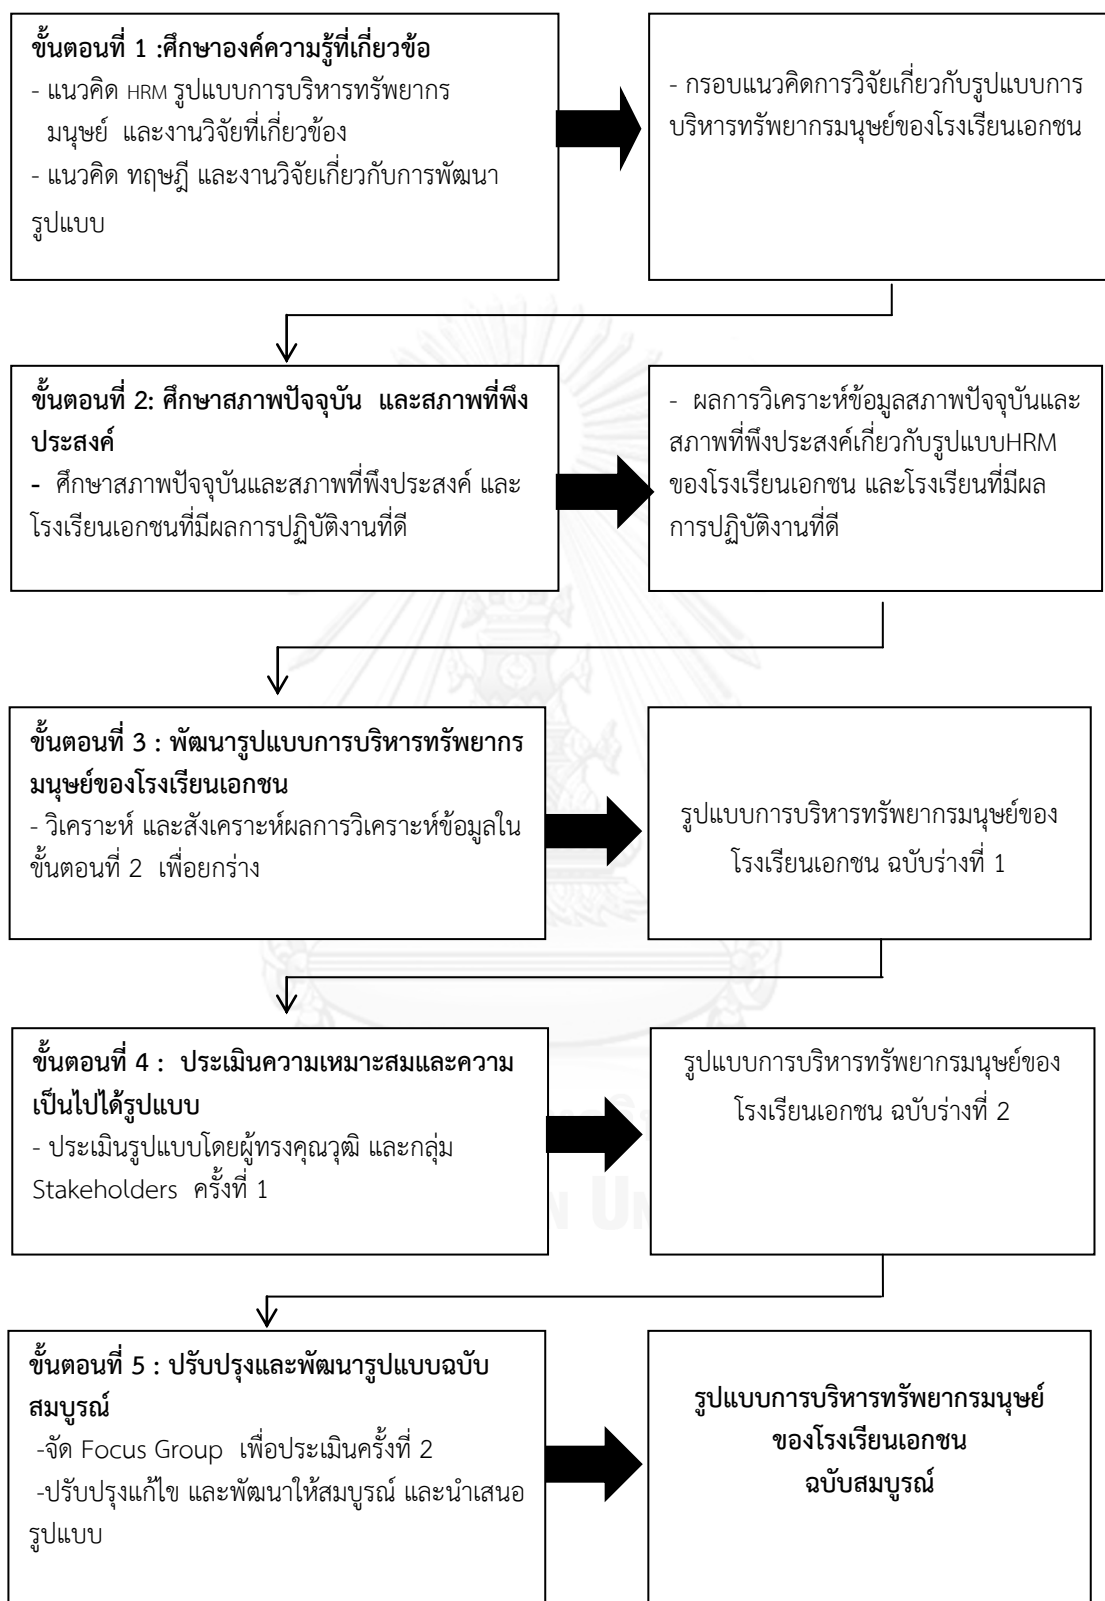 ขั้นตอนที่ 1 :ศึกษาองค์ความรู้ที่เกี่ยวข้อ
- แนวคิด HRM รูปแบบการบริหารทรัพยากร
มนุษย์ และงานวิจัยที่เกี่ยวข้อง
- แนวคิด ทฤษฎี และงานวิจัยเกี่ยวกับการพัฒนา
รูปแบบ
- กรอบแนวคิดการวิจัยเกี่ยวกับรูปแบบการ
บริหารทรัพยากรมนุษย์ของโรงเรียนเอกชน
ขั้นตอนที่ 2: ศึกษาสภาพปัจจุบัน และสภาพที่พึง
ประสงค์
- ศึกษาสภาพปัจจุบันและสภาพที่พึงประสงค์ และ
โรงเรียนเอกชนที่มีผลการปฏิบัติงานที่ดี
- ผลการวิเคราะห์ข้อมูลสภาพปัจจุบันและ
สภาพที่พึงประสงค์เกี่ยวกับรูปแบบHRM
ของโรงเรียนเอกชน และโรงเรียนที่มีผล
การปฏิบัติงานที่ดี
ขั้นตอนที่ 3 : พัฒนารูปแบบการบริหารทรัพยากร
มนุษย์ของโรงเรียนเอกชน
- วิเคราะห์ และสังเคราะห์ผลการวิเคราะห์ข้อมูลใน
ขั้นตอนที่ 2 เพื่อยกร่าง
รูปแบบการบริหารทรัพยากรมนุษย์ของ
โรงเรียนเอกชน ฉบับร่างที่ 1
ขั้นตอนที่ 4 : ประเมินความเหมาะสมและความ
เป็นไปได้รูปแบบ
- ประเมินรูปแบบโดยผู้ทรงคุณวุฒิ และกลุ่ม
Stakeholders ครั้งที่ 1
รูปแบบการบริหารทรัพยากรมนุษย์ของ
โรงเรียนเอกชน ฉบับร่างที่ 2
ขั้นตอนที่ 5 : ปรับปรุงและพัฒนารูปแบบฉบับ
สมบูรณ์
-จัด Focus Group เพื่อประเมินครั้งที่ 2
-ปรับปรุงแก้ไข และพัฒนาให้สมบูรณ์ และนำเสนอ
รูปแบบ
รูปแบบการบริหารทรัพยากรมนุษย์
ของโรงเรียนเอกชน
ฉบับสมบูรณ์